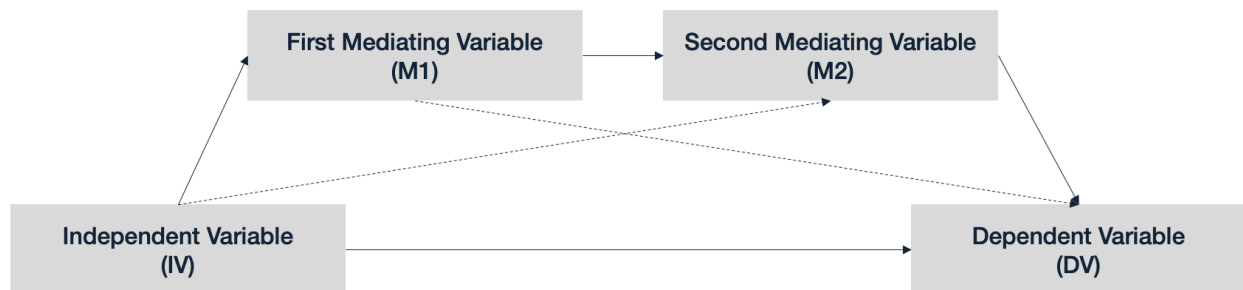 First Mediating Variable
(M1)
Second Mediating Variable
(M2)
Independent Variable
(IV)
Dependent Variable
(DV)